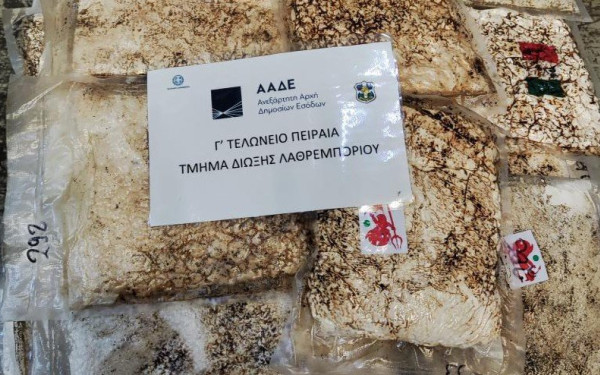 ΑΑΔΕ
Ανεξάρτητη Αρχή
Δημοσίων Εσόδων
Γ' ΤΕΛΩΝΕΙΟ ΠΕΙΡΑΙΑ
ΤΜΗΜΑ ΔΙΩΞΗΣ ΛΑΘΡΕΜΠΟΡΙΟΥ
292